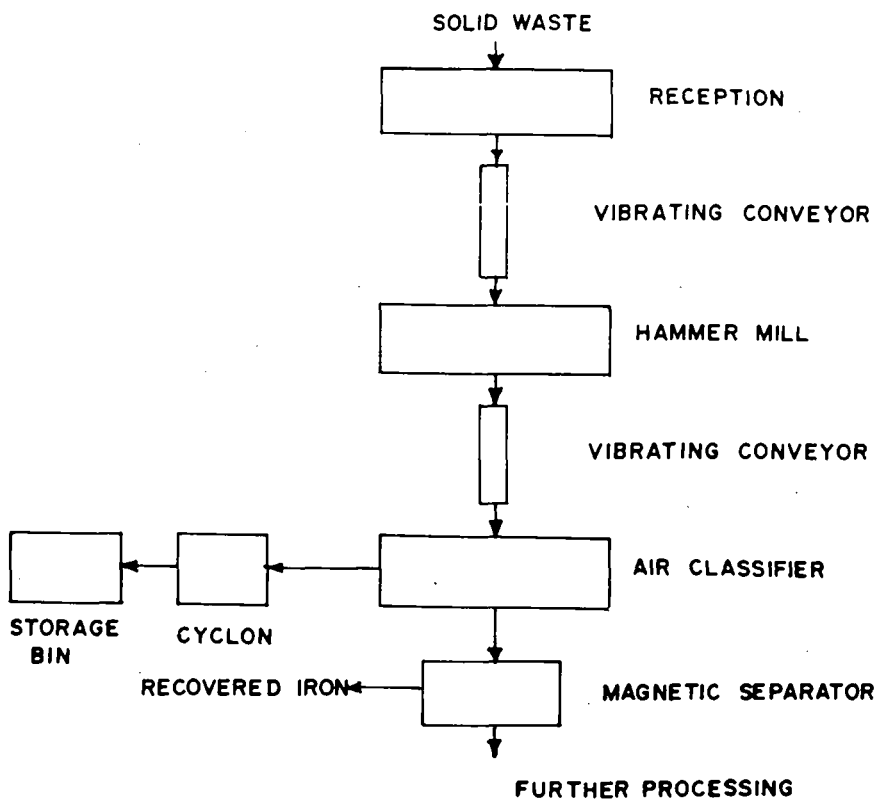 SOLID WASTE
RECEPTION
VIBRATING CONVEYOR
HAMMER MILL
VIBRATING CONVEYOR
AIR CLASSIFIER
STORAGE
BIN
CYCLON
RECOVERED IRON
MAGNETIC SEPARATOR
FURTHER PROCESSING